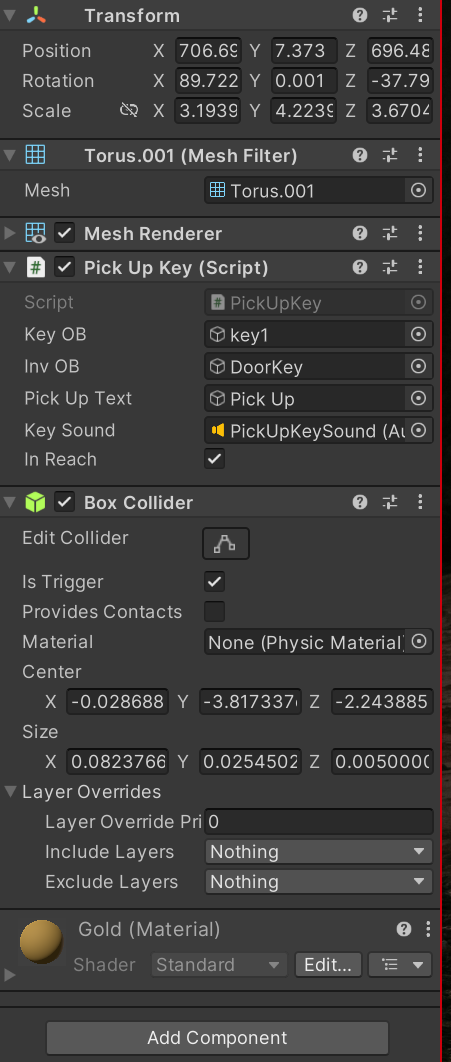 Transform
Position X 706.69 Y 7.373 Z 696.48
Rotation X 89.722 Y 0.001 Z -37.79
Scale X 3.1939 Y 4.2239 Z 3.6704
Torus.001 (Mesh Filter)
Mesh Torus.001
Mesh Renderer
# Pick Up Key (Script)
Script # PickUpKey
Key OB key1
Inv OB DoorKey
Pick Up Text Pick Up
Key Sound PickUpKeySound (Au
In Reach
Box Collider
Edit Collider
Is Trigger
Provides Contacts
Material None (Physic Material)
Center
X -0.028688 Y -3.817337 Z -2.243885
Size
X 0.0823766 Y 0.0254502 Z 0.005000
Layer Overrides
Layer Override Pri 0
Include Layers Nothing
Exclude Layers Nothing
Gold (Material)
Shader Standard Edit...
Add Component